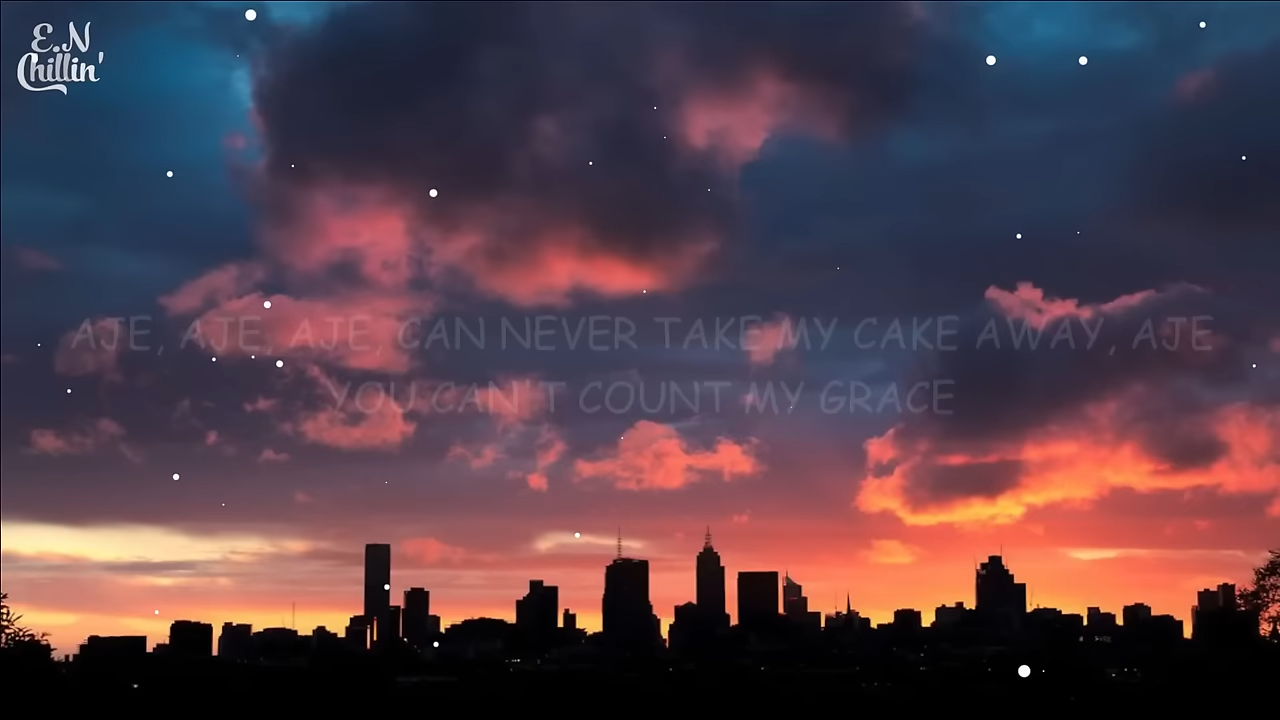 E.N
Chillin'
AJE, AJE, AJE, CAN NEVER TAKE MY CAKE AWAY, AJE
YOU CAN'T COUNT MY GRACE